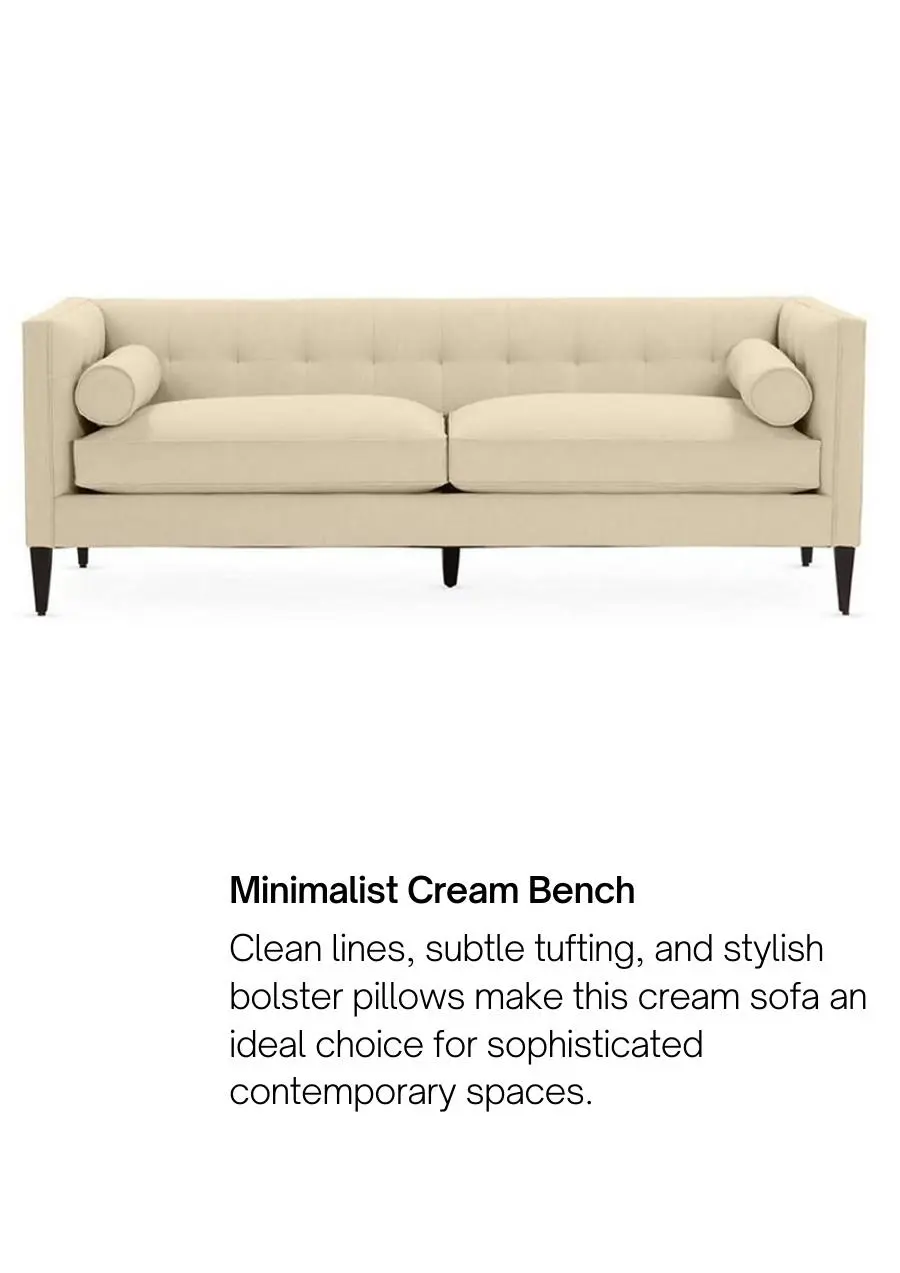 Minimalist Cream Bench
Clean lines, subtle tufting, and stylish
bolster pillows make this cream sofa an
ideal choice for sophisticated
contemporary spaces.